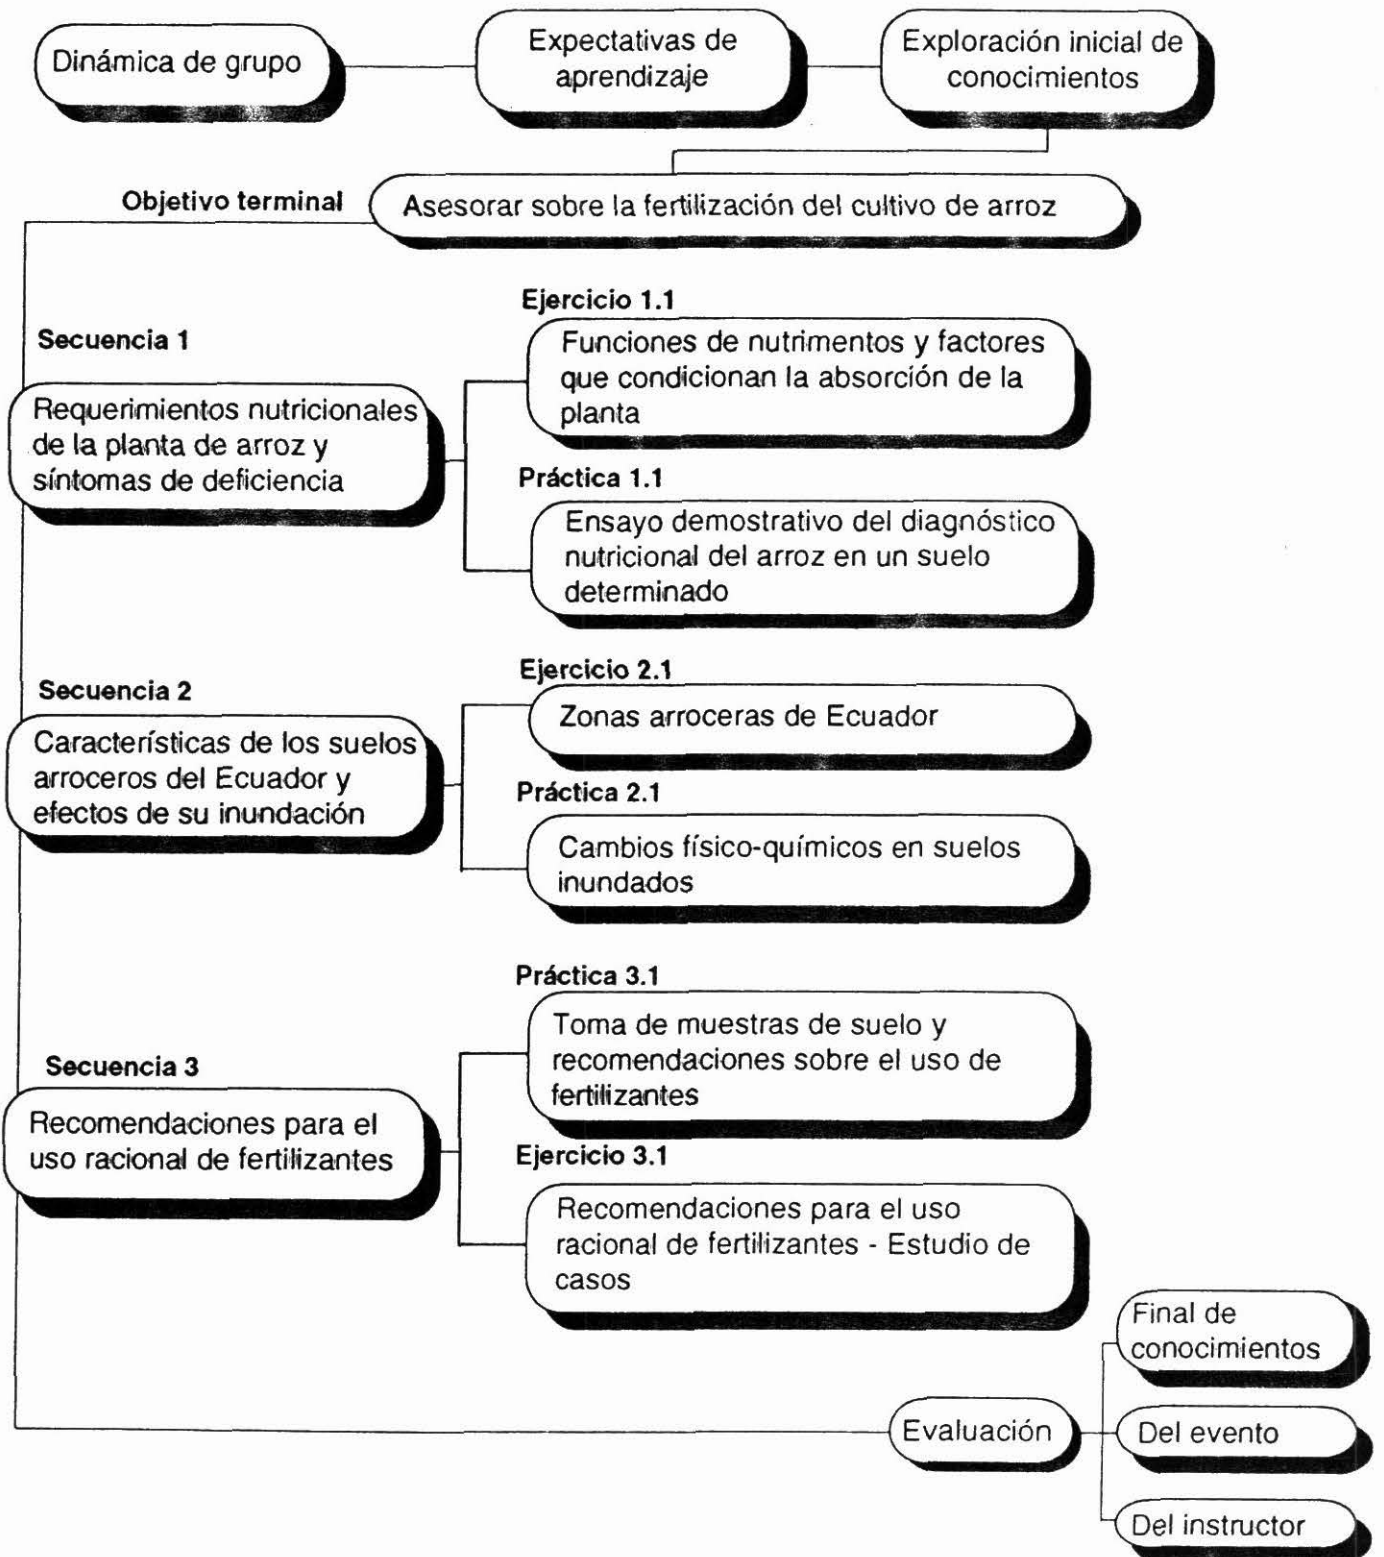 Dinámica de grupo
Expectativas de
aprendizaje
Exploración inicial de
conocimientos
Objetivo terminal
Asesorar sobre la fertilización del cultivo de arroz
Secuencia 1
Requerimientos nutricionales
de la planta de arroz y
síntomas de deficiencia
Ejercicio 1.1
Funciones de nutrimentos y factores
que condicionan la absorción de la
planta
Práctica 1.1
Ensayo demostrativo del diagnóstico
nutricional del arroz en un suelo
determinado
Secuencia 2
Características de los suelos
arroceros del Ecuador y
efectos de su inundación
Ejercicio 2.1
Zonas arroceras de Ecuador
Práctica 2.1
Cambios físico-químicos en suelos
inundados
Secuencia 3
Recomendaciones para el
uso racional de fertilizantes
Práctica 3.1
Toma de muestras de suelo y
recomendaciones sobre el uso de
fertilizantes
Ejercicio 3.1
Recomendaciones para el uso
racional de fertilizantes - Estudio de
casos
Evaluación
Final de
conocimientos
Del evento
Del instructor